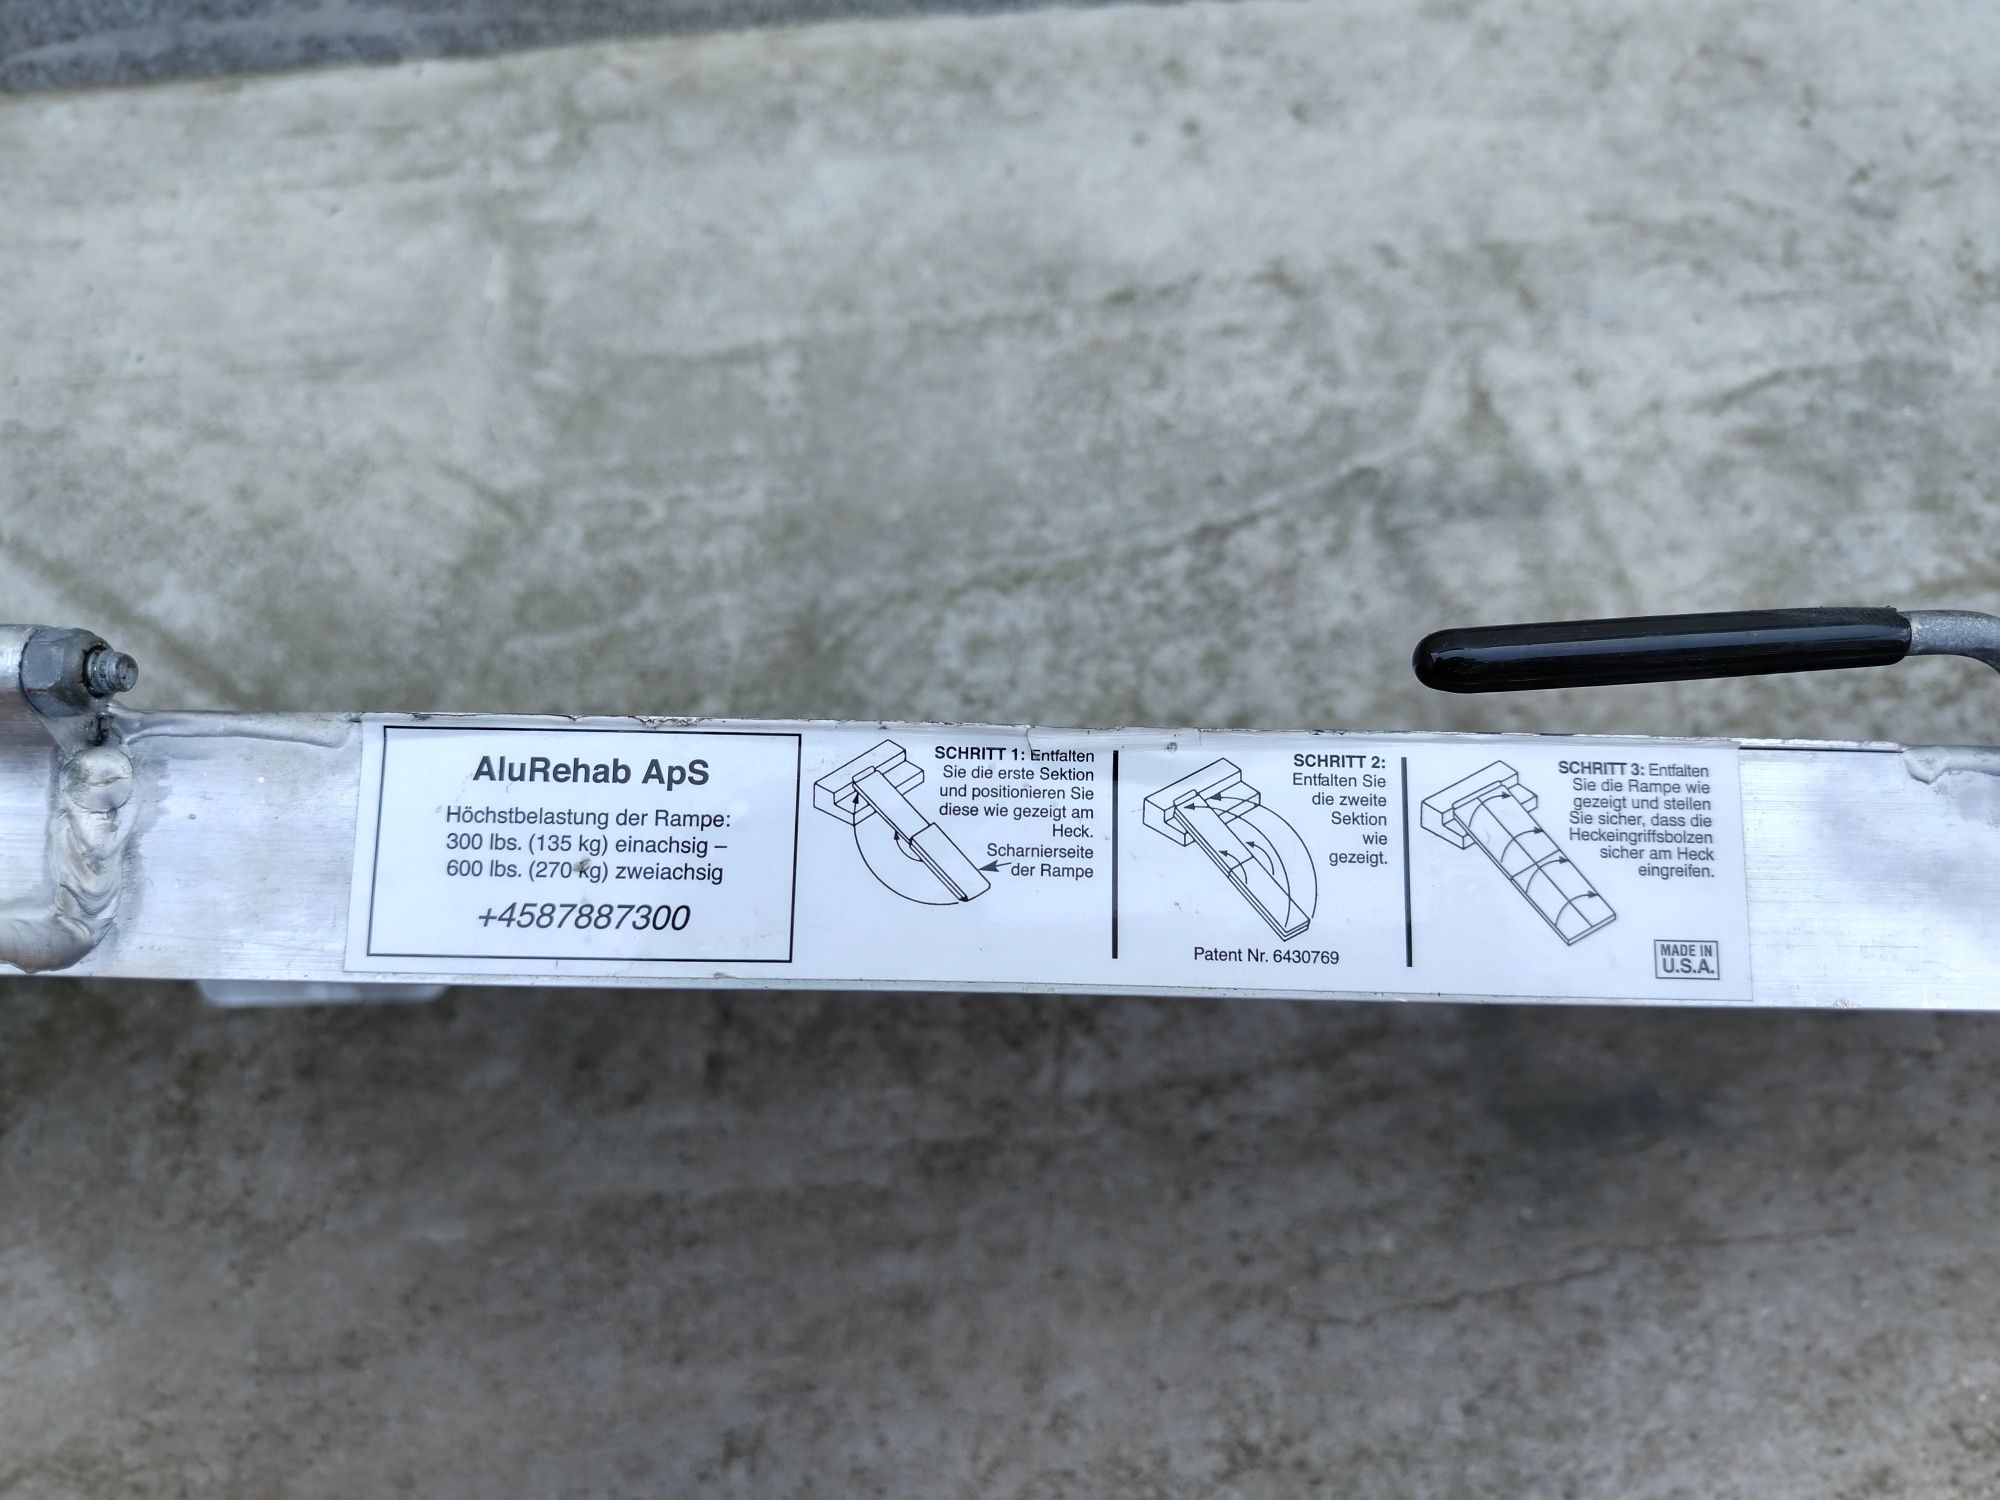 AluRehab ApS
Höchstbelastung der Rampe:
300 lbs. (135 kg) einachsig –
600 lbs. (270 kg) zweiachsig
+4587887300
SCHRITT 1: Entfalten
Sie die erste Sektion
und positionieren Sie
diese wie gezeigt am
Heck.
Scharnierseite
der Rampe
SCHRITT 2:
Entfalten Sie
die zweite
Sektion
wie
gezeigt.
Patent Nr. 6430769
SCHRITT 3: Entfalten
Sie die Rampe wie
gezeigt und stellen
Sie sicher, dass die
Heckeingriffsbolzen
sicher am Heck
eingreifen.
MADE IN
U.S.A.